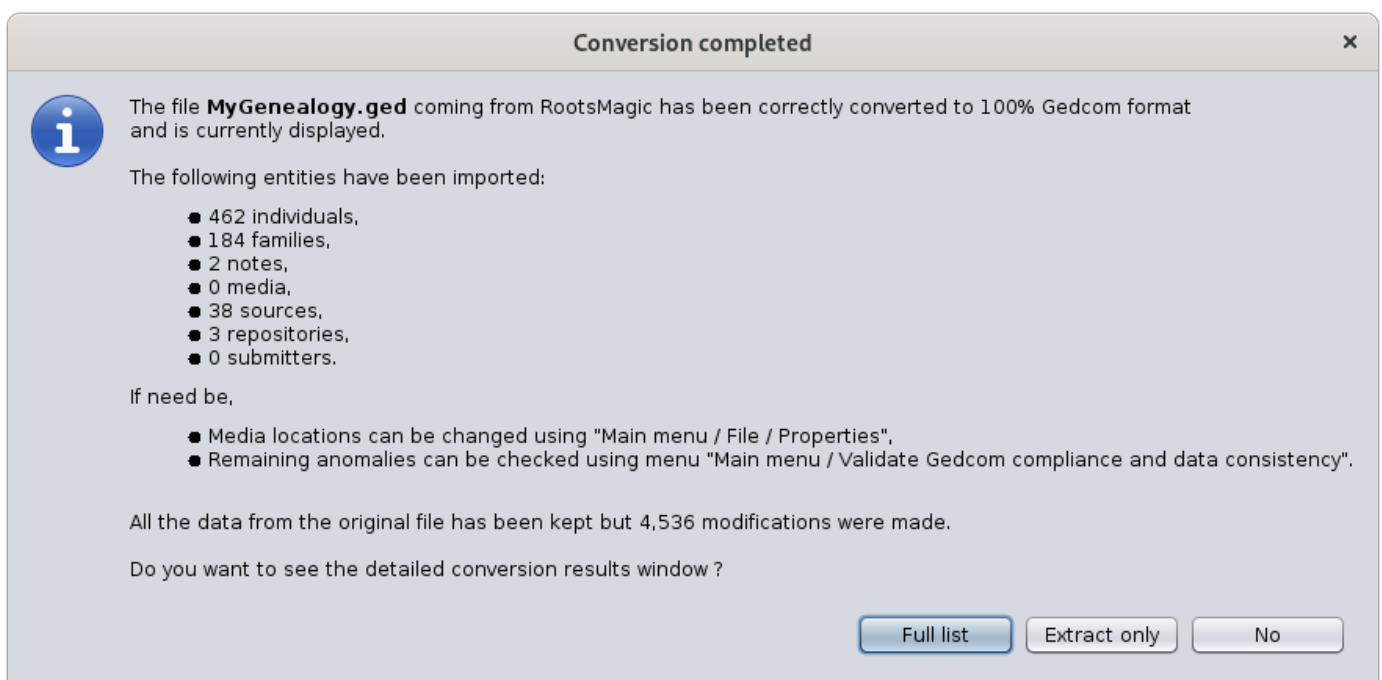 Conversion completed
The file MyGenealogy.ged coming from RootsMagic has been correctly converted to 100% Gedcom format
and is currently displayed.
The following entities have been imported:
● 462 individuals,
● 184 families,
● 2 notes,
● 0 media,
● 38 sources,
● 3 repositories,
● 0 submitters.
If need be,
● Media locations can be changed using "Main menu / File / Properties",
● Remaining anomalies can be checked using menu "Main menu / Validate Gedcom compliance and data consistency".
All the data from the original file has been kept but 4,536 modifications were made.
Do you want to see the detailed conversion results window ?
Full list Extract only No